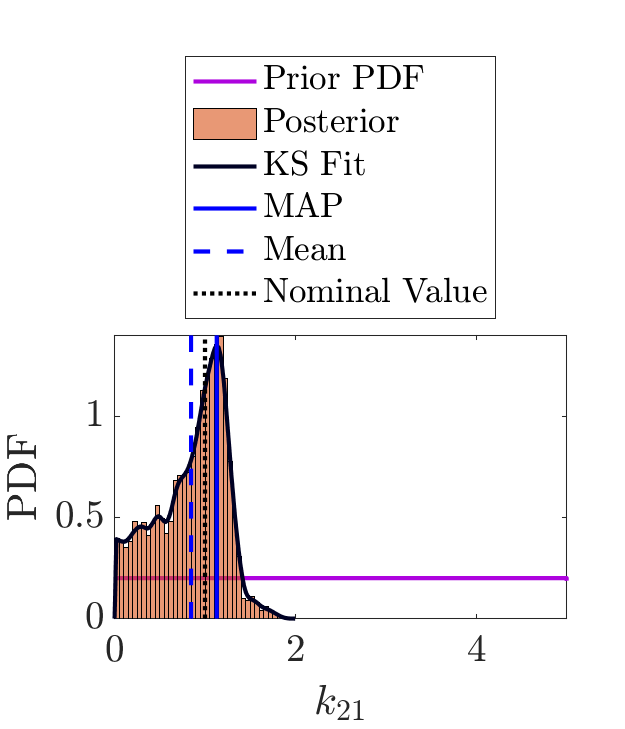 Prior PDF
Posterior
KS Fit
MAP
Mean
Nominal Value
PDF
1
0.5
0
0 2 4
k21